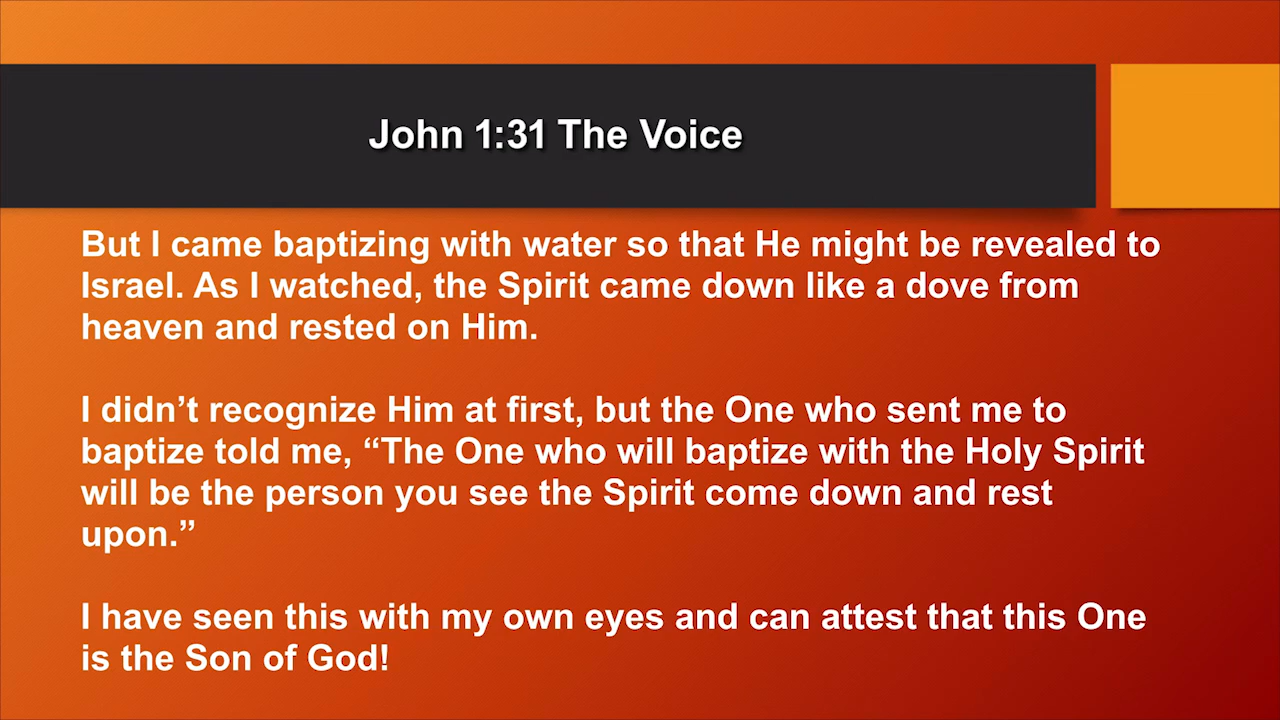 John 1:31 The Voice
But I came baptizing with water so that He might be revealed to
Israel. As I watched, the Spirit came down like a dove from
heaven and rested on Him.
I didn’t recognize Him at first, but the One who sent me to
baptize told me, “The One who will baptize with the Holy Spirit
will be the person you see the Spirit come down and rest
upon.”
I have seen this with my own eyes and can attest that this One
is the Son of God!